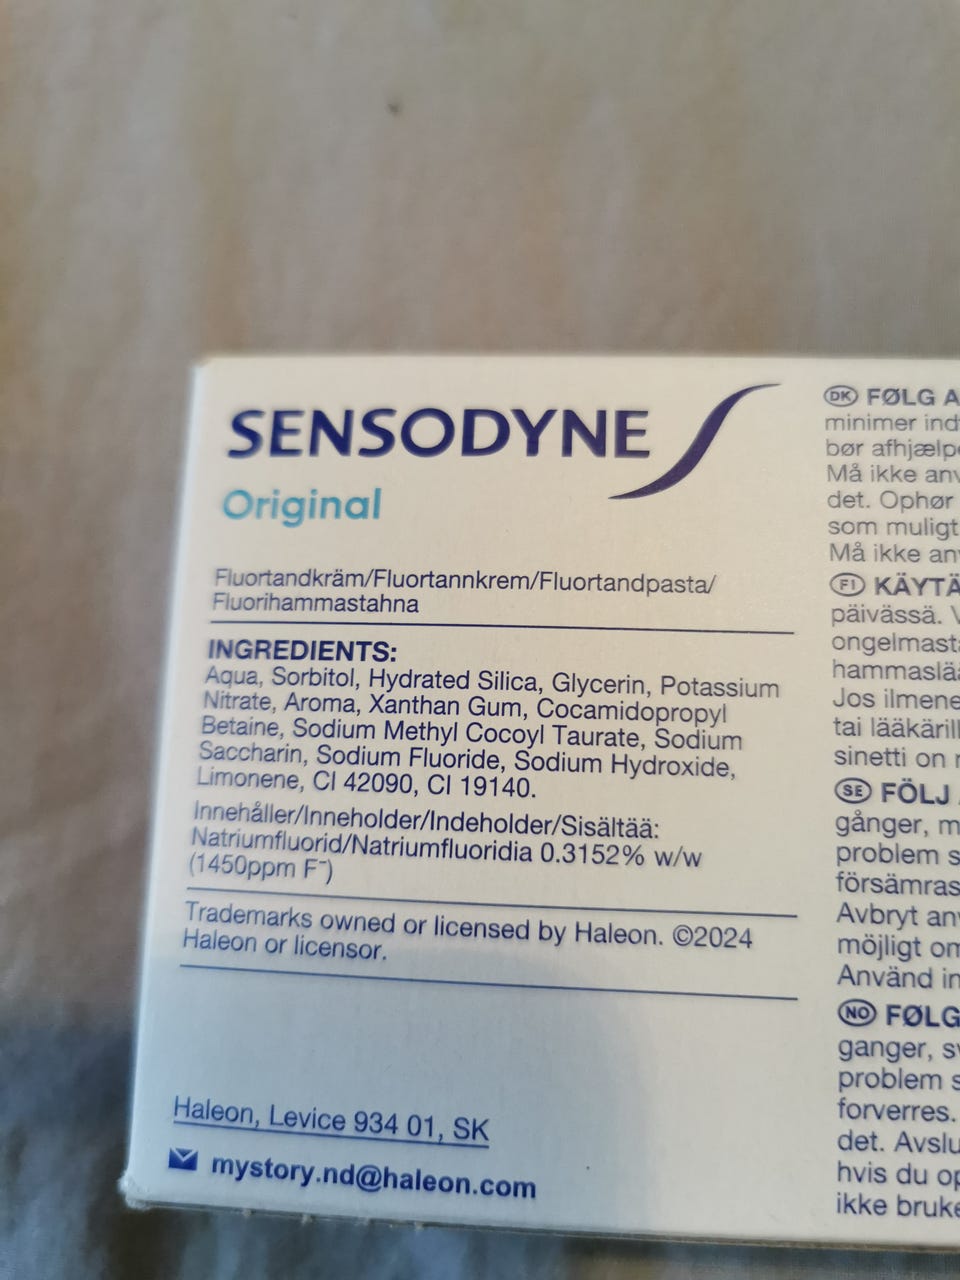 SENSODYNE
Original
Fluortandkräm/Fluortannkrem/Fluortandpasta/
Fluorihammastahna
INGREDIENTS:
Aqua, Sorbitol, Hydrated Silica, Glycerin, Potassium
Nitrate, Aroma, Xanthan Gum, Cocamidopropyl
Betaine, Sodium Methyl Cocoyl Taurate, Sodium
Saccharin, Sodium Fluoride, Sodium Hydroxide,
Limonene, CI 42090, CI 19140.
Innehåller/Inneholder/Indeholder/Sisältää:
Natriumfluorid/Natriumfluoridia 0.3152% w/w
(1450ppm F⁻)
Trademarks owned or licensed by Haleon. ©2024
Haleon or licensor.
Haleon, Levice 934 01, SK
mystory.nd@haleon.com
DK FØLG
minimer
bør
Må ikke
det. Ophør
som muligt
Må ikke
FI
päivässä.
Jos
tai
sinetti on
SE FÖLJ
gånger,
problem
försämras
Avbryt
möjligt
Använd
NO FØLG
ganger,
problem
forverres.
det.
hvis du
ikke